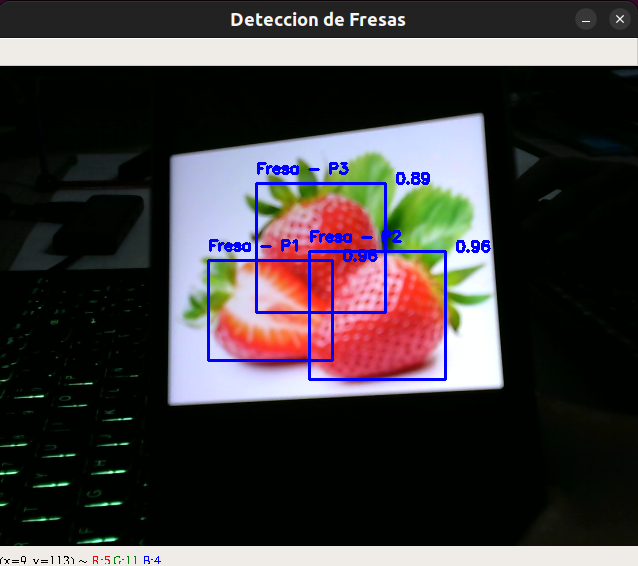 Deteccion de Fresas
Fresa - P3
0.89
Fresa - P2
0.96
Fresa - P1
0.96
(x=9, y=113) ~ R:5 G:11 B:4